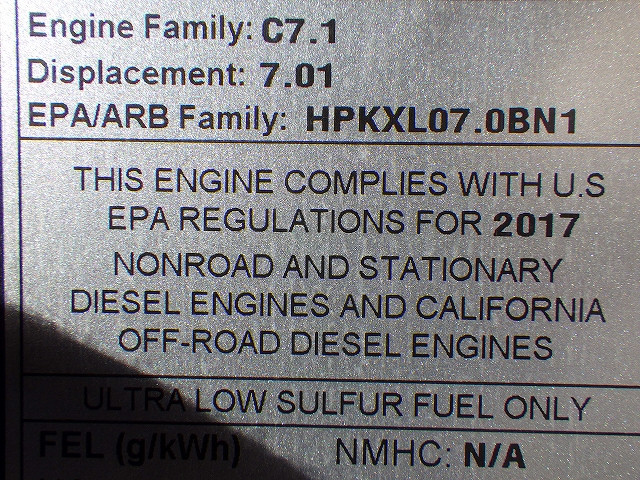 Engine Family: C7.1
Displacement: 7.01
EPA/ARB Family: HPKXL07.0BN1
THIS ENGINE COMPLIES WITH U.S
EPA REGULATIONS FOR 2017
NONROAD AND STATIONARY
DIESEL ENGINES AND CALIFORNIA
OFF-ROAD DIESEL ENGINES
ULTRA LOW SULFUR FUEL ONLY
FEL (g/kWh) NMHC: N/A